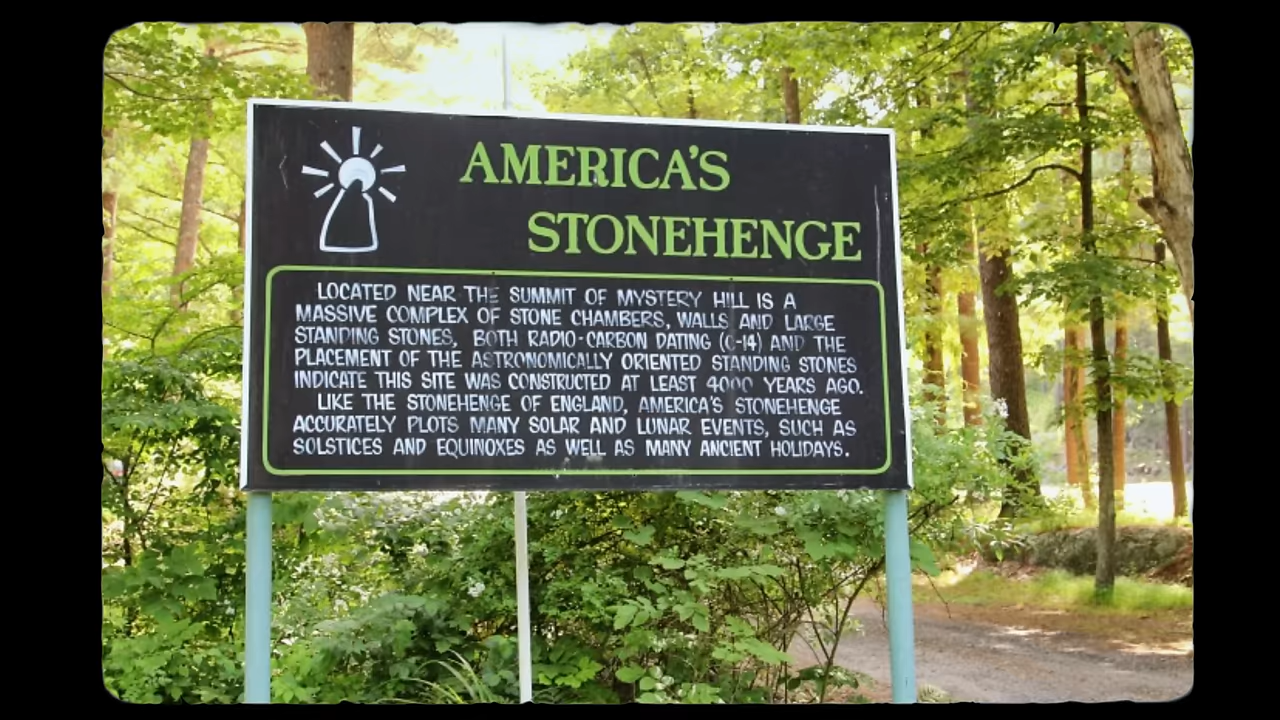 AMERICA'S
STONEHENGE
LOCATED NEAR THE SUMMIT OF MYSTERY HILL IS A
MASSIVE COMPLEX OF STONE CHAMBERS, WALLS AND LARGE
STANDING STONES, BOTH RADIO-CARBON DATING (C-14) AND THE
PLACEMENT OF THE ASTRONOMICALLY ORIENTED STANDING STONES
INDICATE THIS SITE WAS CONSTRUCTED AT LEAST 4000 YEARS AGO.
LIKE THE STONEHENGE OF ENGLAND, AMERICA'S STONEHENGE
ACCURATELY PLOTS MANY SOLAR AND LUNAR EVENTS, SUCH AS
SOLSTICES AND EQUINOXES AS WELL AS MANY ANCIENT HOLIDAYS.